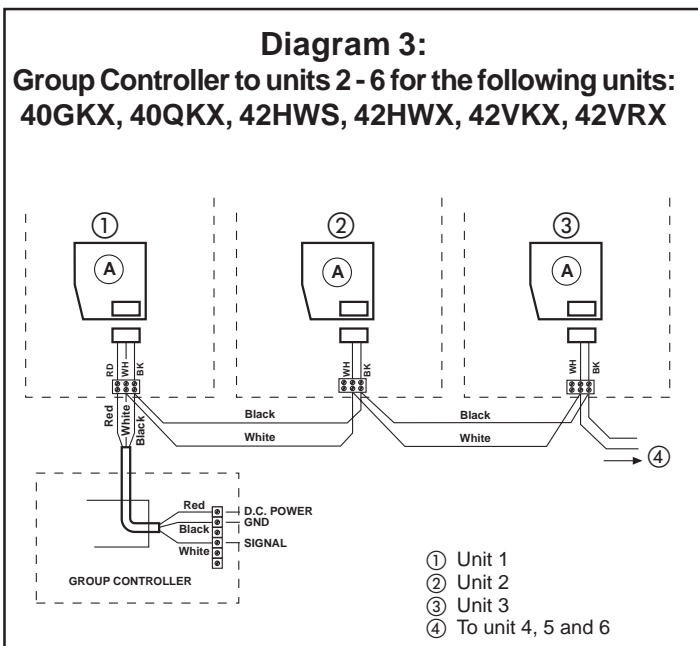 Diagram 3:
Group Controller to units 2 - 6 for the following units:
40GKX, 40QKX, 42HWS, 42HWX, 42VKX, 42VRX
① ② ③
A A A
RD WH BK WH BK WH BK
Red White Black
Black Black
White White
④
Red D.C. POWER
GND
Black
SIGNAL
White
GROUP CONTROLLER
① Unit 1
② Unit 2
③ Unit 3
④ To unit 4, 5 and 6